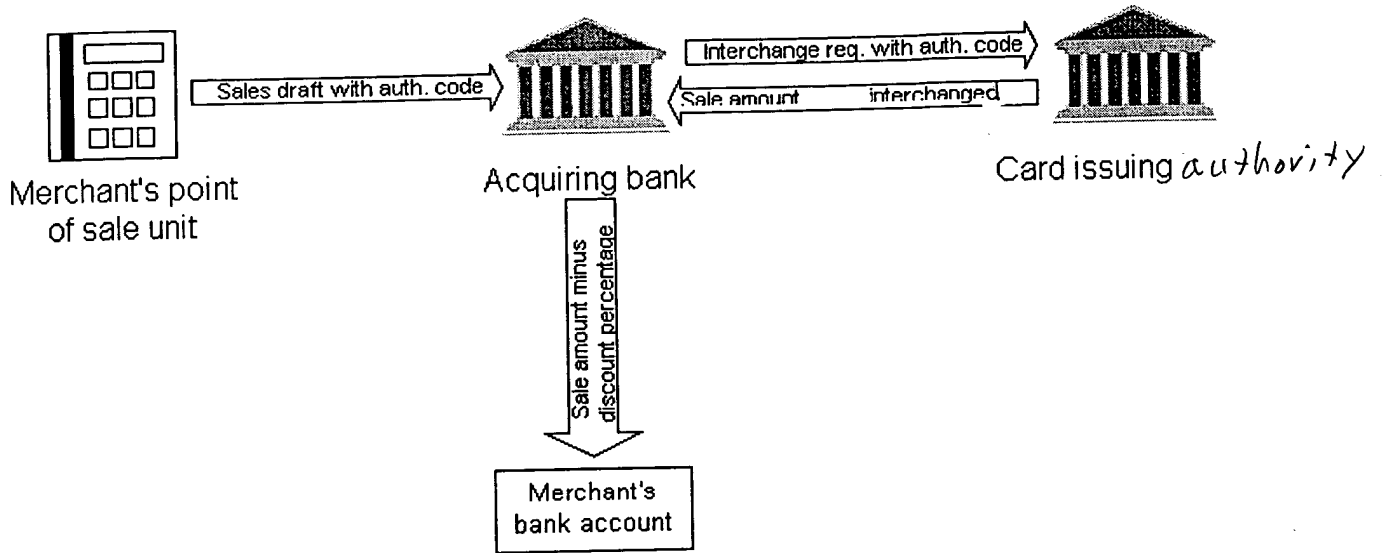 Sales draft with auth. code
Interchange req. with auth. code
Sale amount interchanged
Merchant's point
of sale unit
Acquiring bank
Card issuing authority
Sale amount minus
discount percentage
Merchant's
bank account